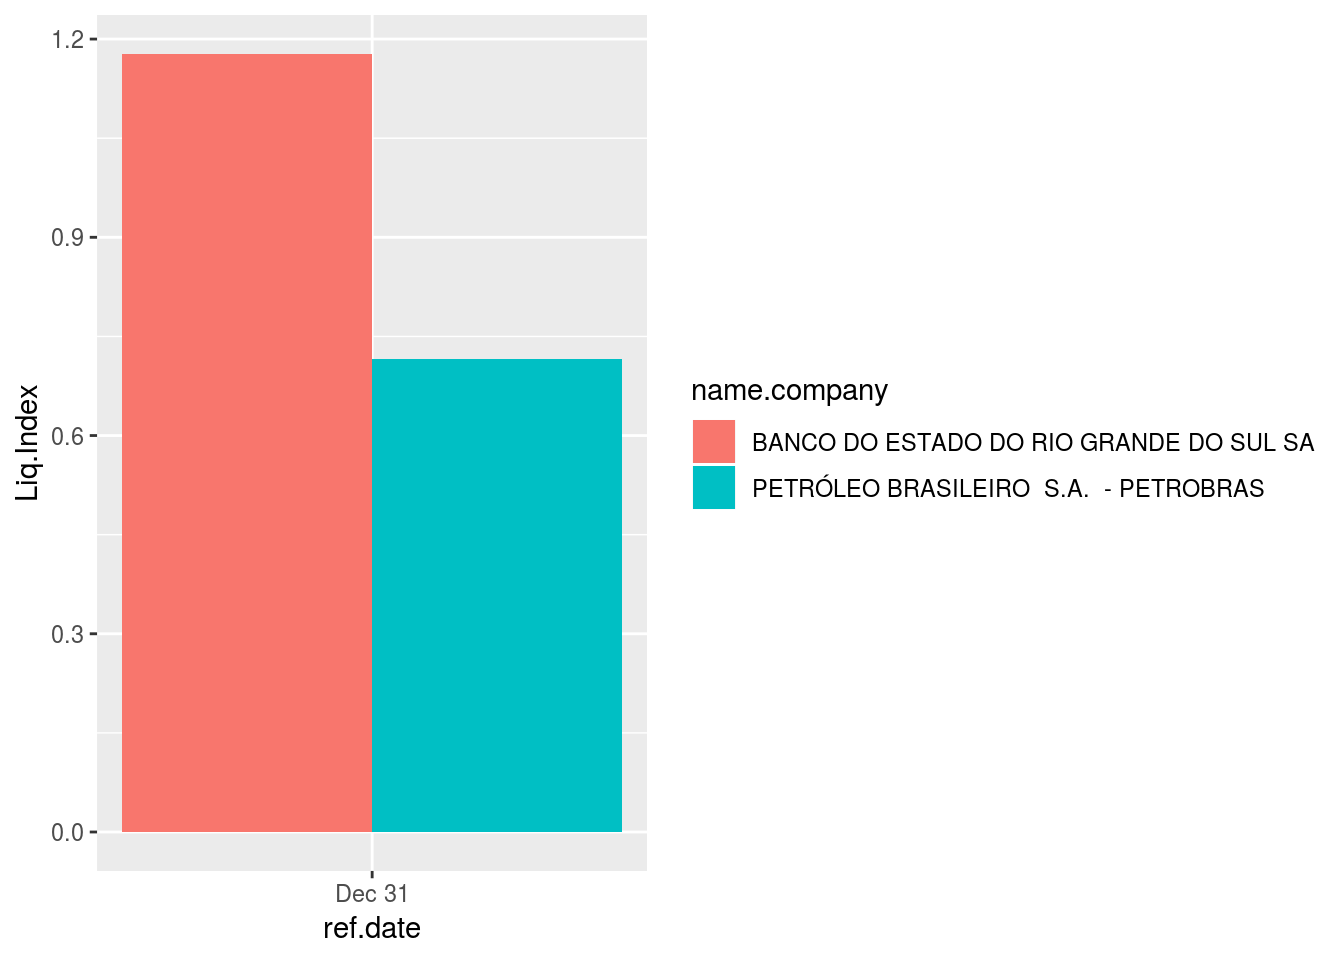 1.2
0.9
0.6
0.3
0.0
Liq.Index
Dec 31
ref.date
name.company
BANCO DO ESTADO DO RIO GRANDE DO SUL SA
PETRÓLEO BRASILEIRO  S.A.  - PETROBRAS